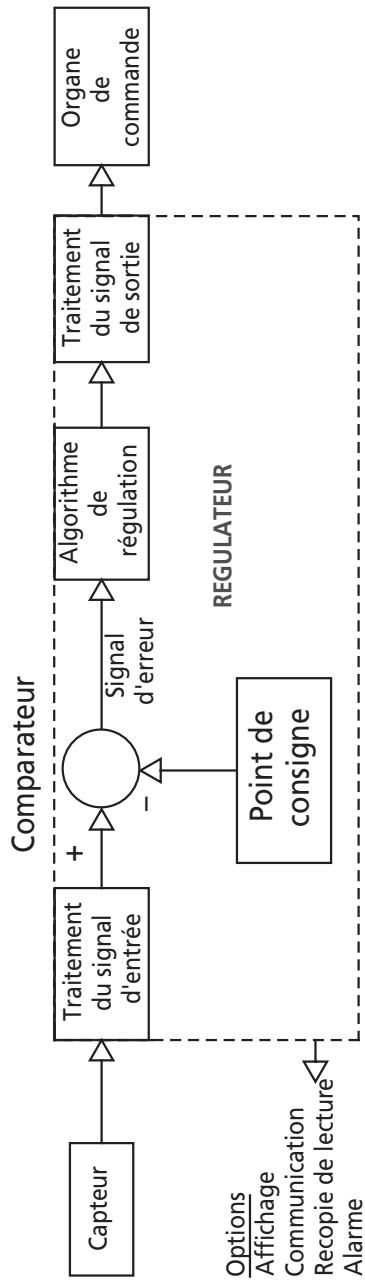 Comparateur
Capteur
Traitement
du signal
d'entrée
+
−
Signal
d'erreur
Algorithme
de
régulation
Traitement
du signal
de sortie
Organe
de
commande
Point de
consigne
REGULATEUR
Options
Affichage
Communication
Recopie de lecture
Alarme